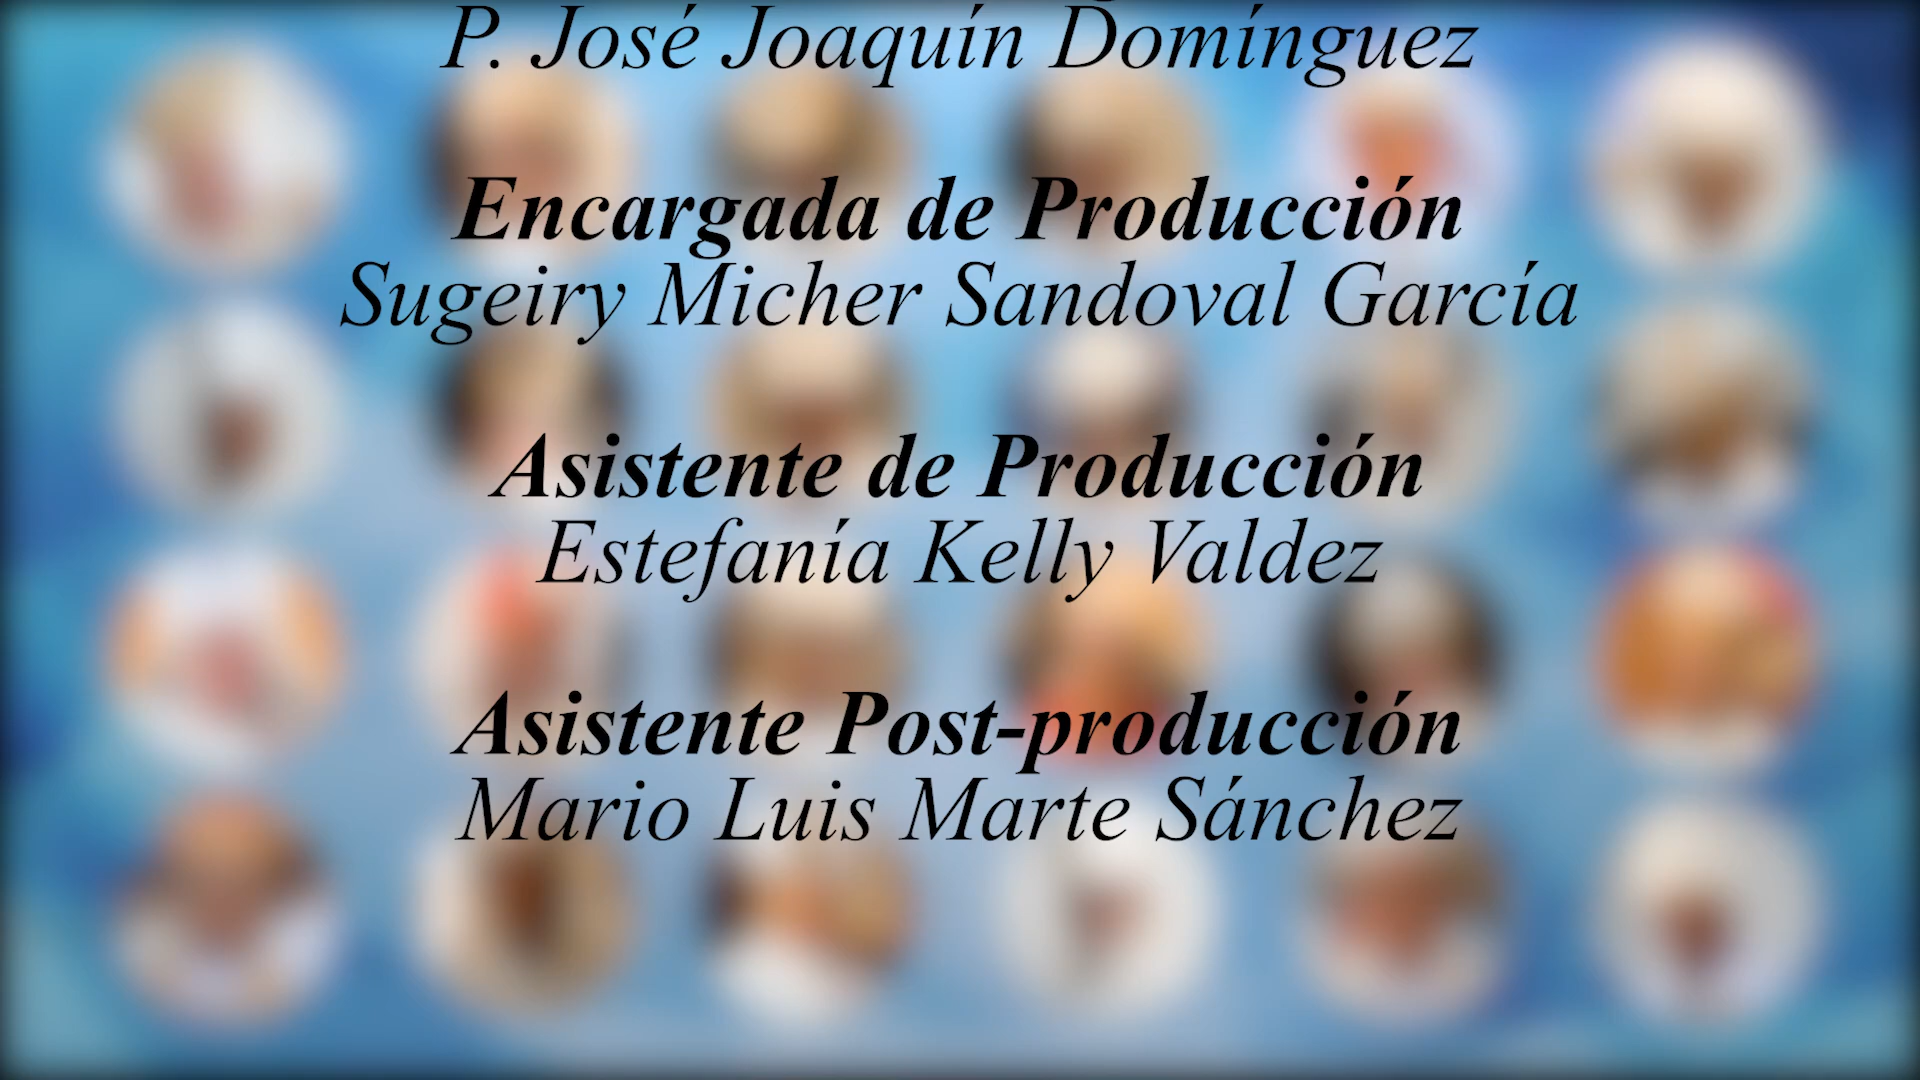 P. José Joaquín Domínguez
Encargada de Producción
Sugeiry Micher Sandoval García
Asistente de Producción
Estefanía Kelly Valdez
Asistente Post-producción
Mario Luis Marte Sánchez